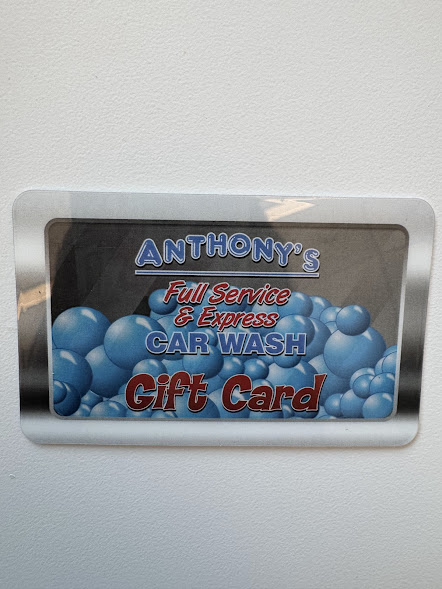 ANTHONY'S
Full Service
& Express
CAR WASH
Gift Card